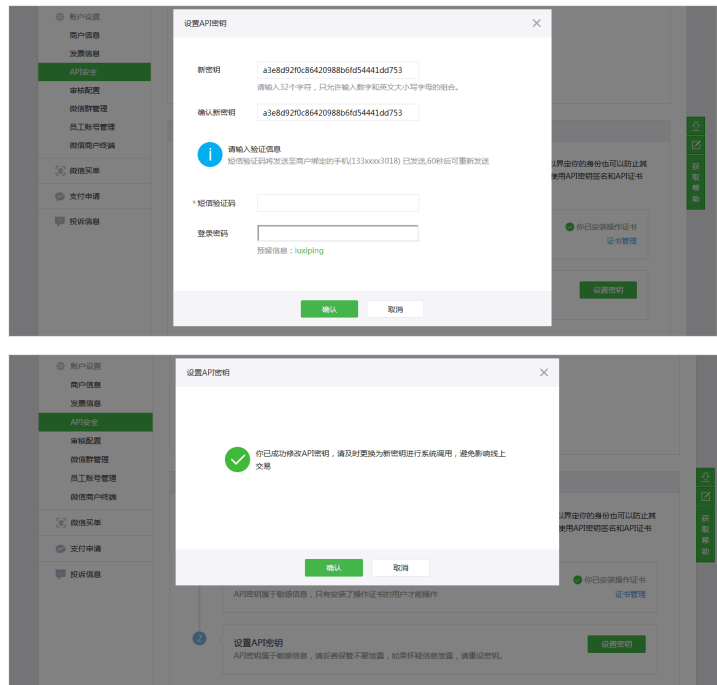 账户设置
商户信息
发票信息
API安全
审核配置
微信群管理
员工账号管理
微信商户终端
微信买单
支付申请
投诉信息
设置API密钥
新密钥
a3e8d92f0c86420988b6fd54441dd753
请输入32个字符，只允许输入数字和英文大小写字母的组合。
确认新密钥
a3e8d92f0c86420988b6fd54441dd753
请输入验证信息
短信验证码将发送至商户绑定的手机(133xxxx3018) 已发送,60秒后可重新发送
*短信验证码
登录密码
预留信息：luxiping
确认
取消
以界定你的身份也可以防止其
使用API密钥签名和API证书
你已安装操作证书
证书管理
设置密钥
获取帮助
账户设置
商户信息
发票信息
API安全
审核配置
微信群管理
员工账号管理
微信商户终端
微信买单
支付申请
投诉信息
设置API密钥
你已成功修改API密钥，请及时更换为新密钥进行系统调用，避免影响线上
交易
确认
取消
以界定你的身份也可以防止其
使用API密钥签名和API证书
你已安装操作证书
API密钥属于敏感信息，只有安装了操作证书的用户才能操作
证书管理
2
设置API密钥
API密钥属于敏感信息，请妥善保管不要泄露，如果怀疑信息泄露，请重设密钥。
设置密钥
获取帮助